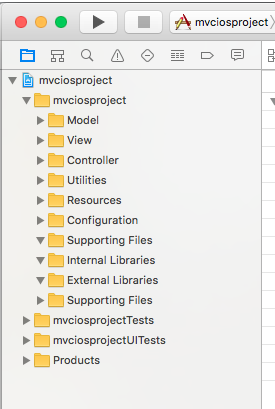 mvciosproject
mvciosproject
mvciosproject
Model
View
Controller
Utilities
Resources
Configuration
Supporting Files
Internal Libraries
External Libraries
Supporting Files
mvciosprojectTests
mvciosprojectUITests
Products